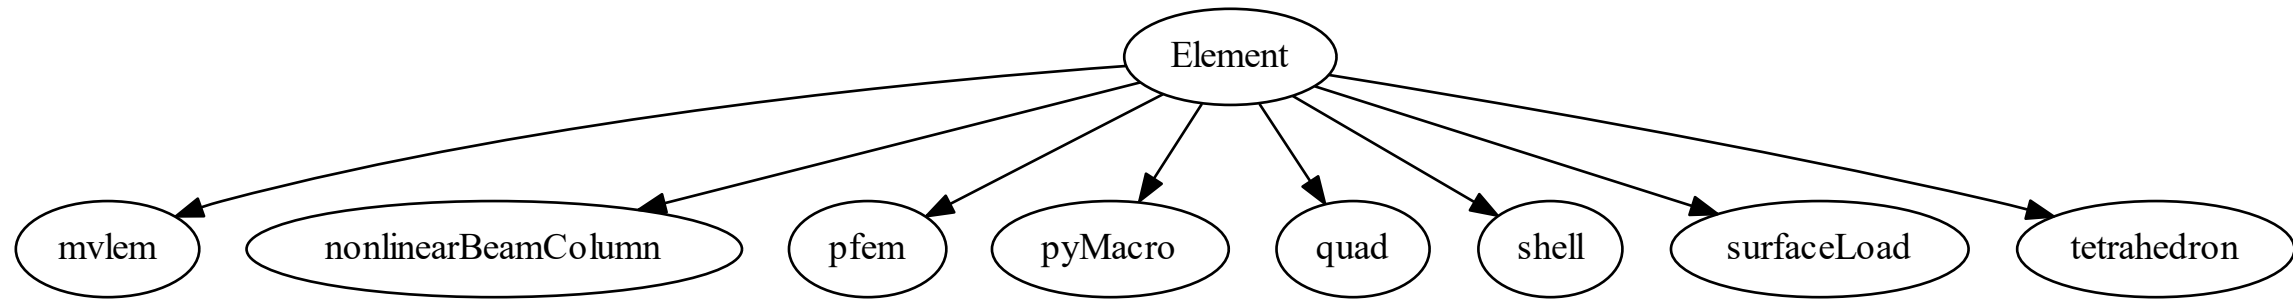 Element
mvlem
nonlinearBeamColumn
pfem
pyMacro
quad
shell
surfaceLoad
tetrahedron